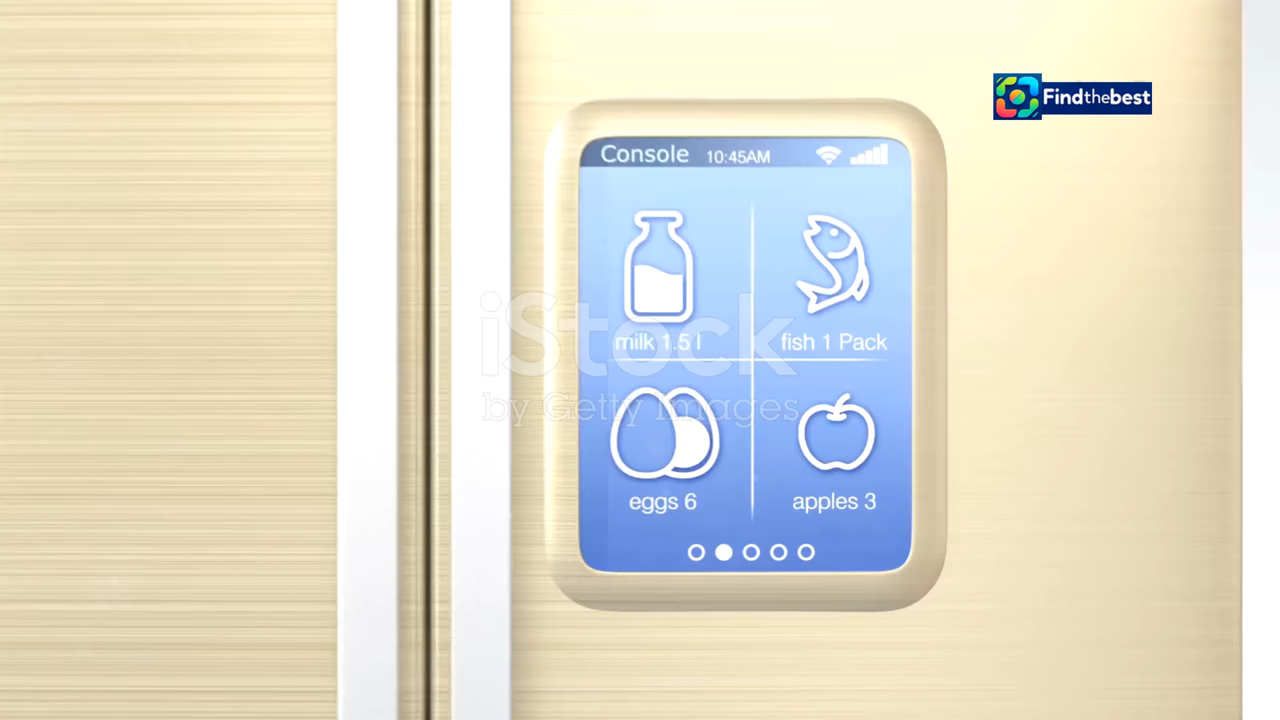 Findthebest
Console 10:45AM
milk 1.5 l
fish 1 Pack
iStock
by Getty Images
eggs 6
apples 3